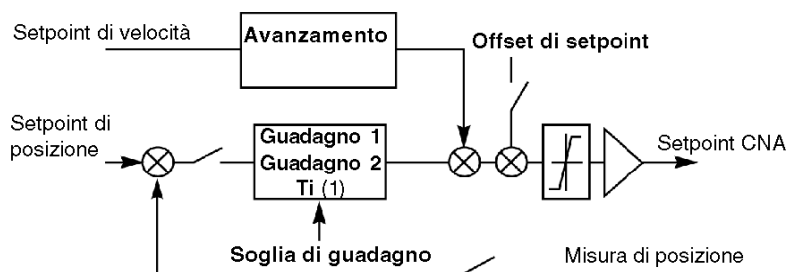 Setpoint di velocità
Avanzamento
Offset di setpoint
Setpoint di
posizione
Guadagno 1
Guadagno 2
Ti (1)
Setpoint CNA
Soglia di guadagno
Misura di posizione